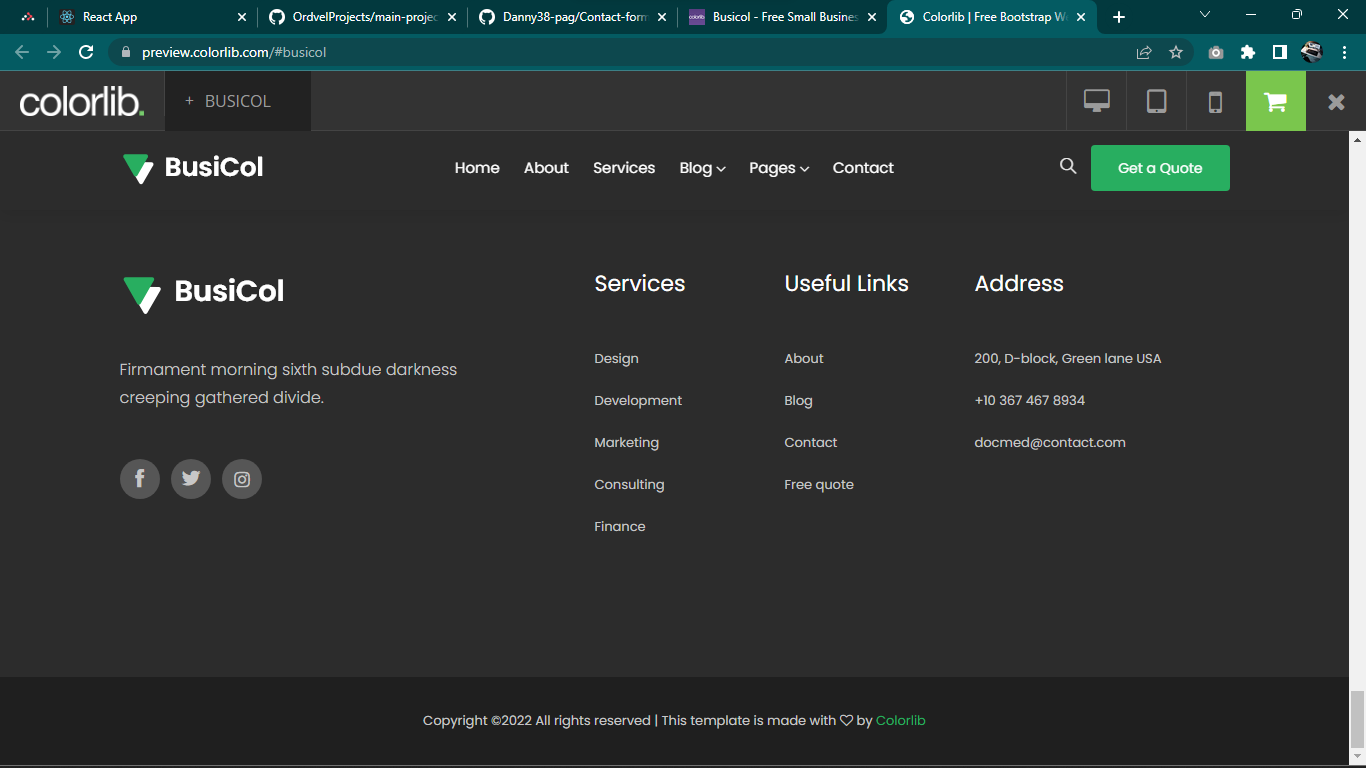 React App
OrdvelProjects/main-projec
Danny38-pag/Contact-form
Busicol - Free Small Busines
Colorlib | Free Bootstrap W
preview.colorlib.com/#busicol
colorlib.
+ BUSICOL
BusiCol
Home About Services Blog Pages Contact
Get a Quote
BusiCol
Firmament morning sixth subdue darkness
creeping gathered divide.
Services
Design
Development
Marketing
Consulting
Finance
Useful Links
About
Blog
Contact
Free quote
Address
200, D-block, Green lane USA
+10 367 467 8934
docmed@contact.com
Copyright ©2022 All rights reserved | This template is made with ♡ by Colorlib